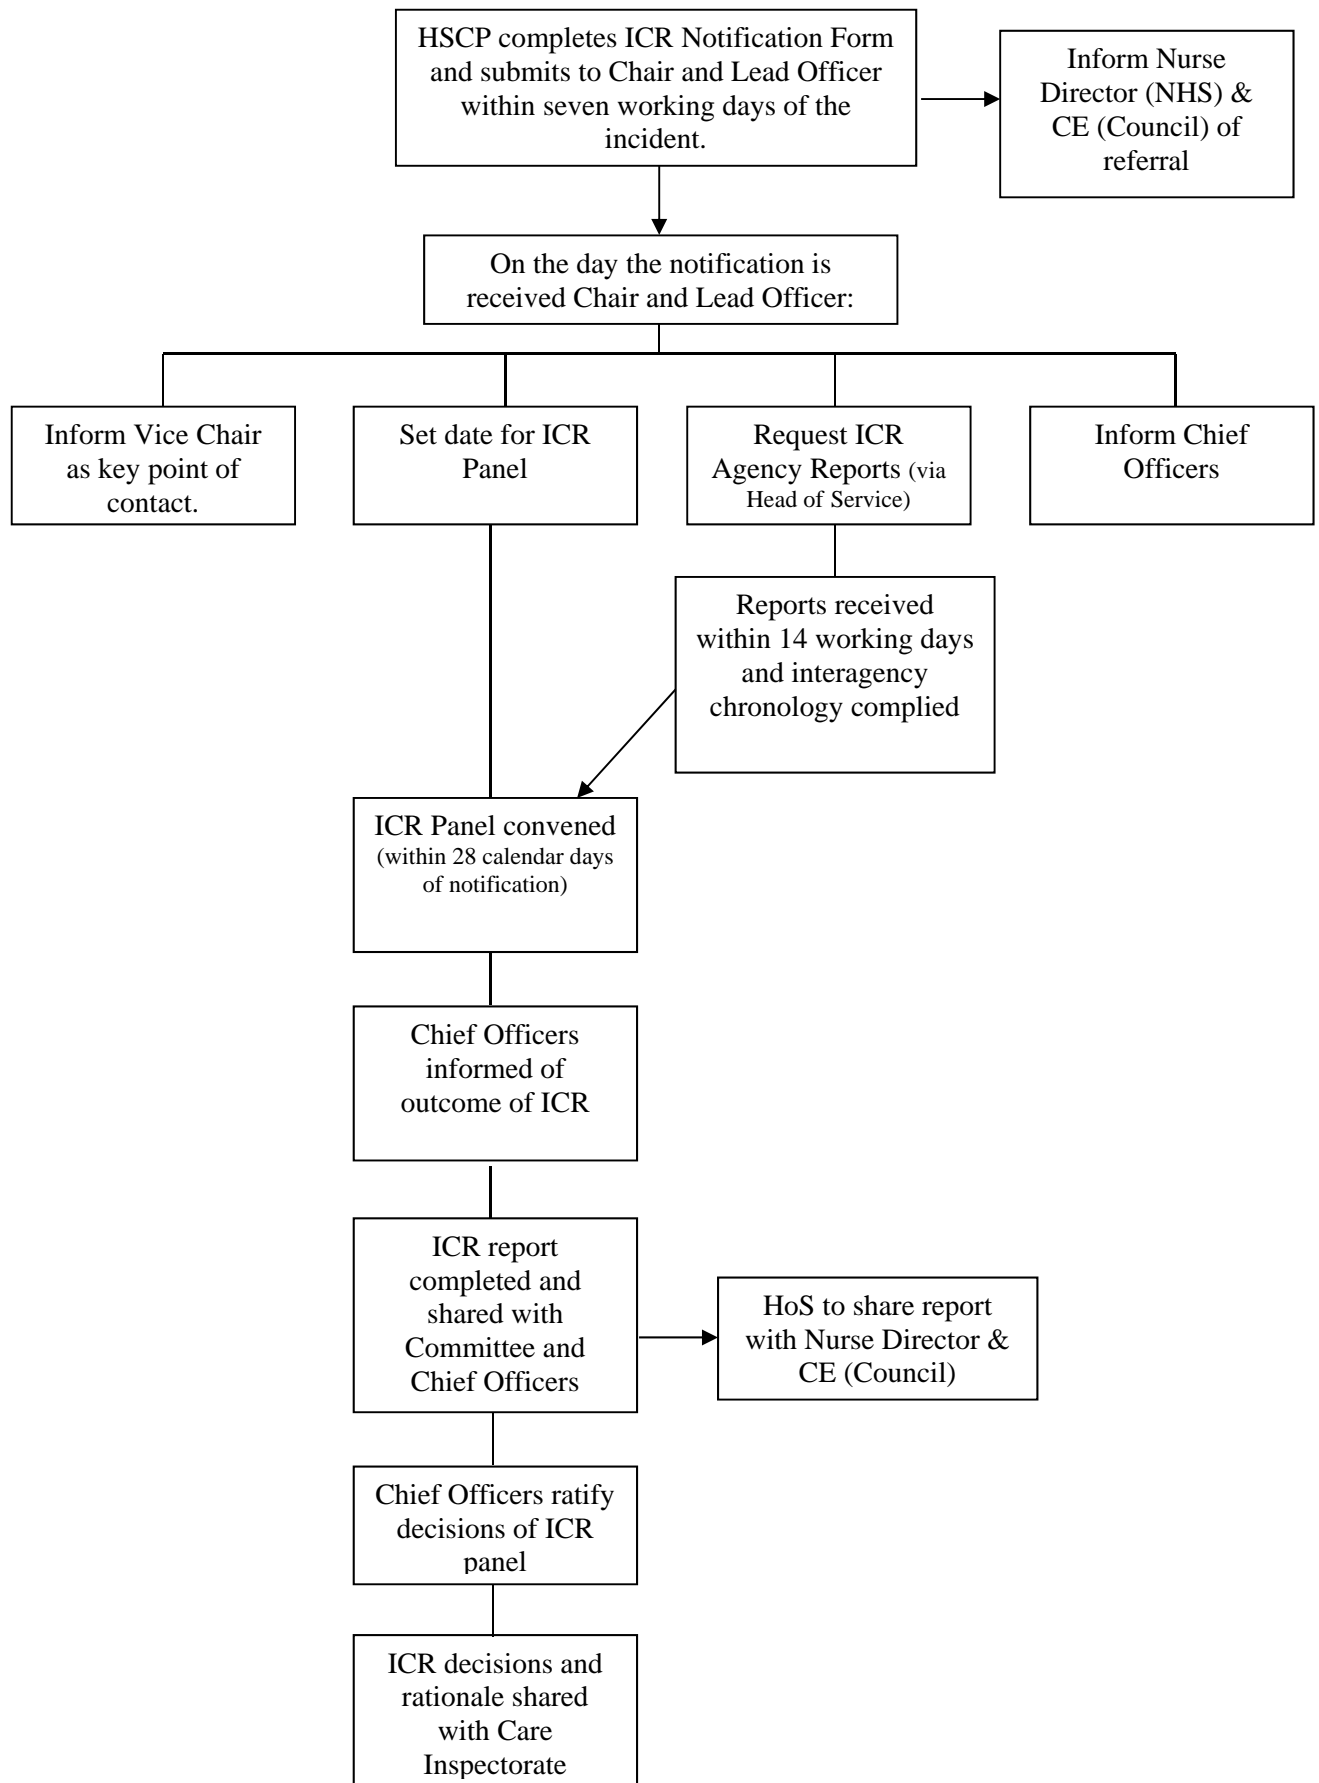 HSCP completes ICR Notification Form
and submits to Chair and Lead Officer
within seven working days of the
incident.
Inform Nurse
Director (NHS) &
CE (Council) of
referral
On the day the notification is
received Chair and Lead Officer:
Inform Vice Chair
as key point of
contact.
Set date for ICR
Panel
Request ICR
Agency Reports (via
Head of Service)
Inform Chief
Officers
Reports received
within 14 working days
and interagency
chronology complied
ICR Panel convened
(within 28 calendar days
of notification)
Chief Officers
informed of
outcome of ICR
ICR report
completed and
shared with
Committee and
Chief Officers
HoS to share report
with Nurse Director &
CE (Council)
Chief Officers ratify
decisions of ICR
panel
ICR decisions and
rationale shared
with Care
Inspectorate